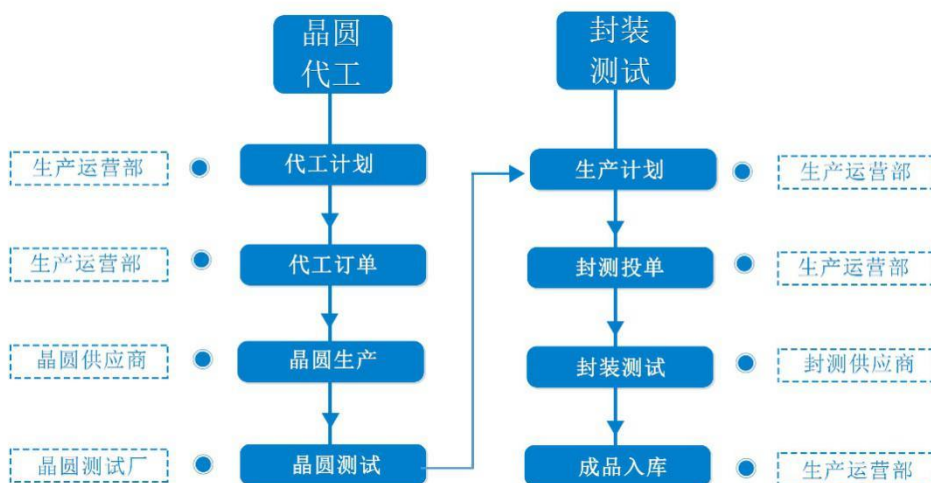 晶圆
代工
封装
测试
生产运营部
代工计划
生产计划
生产运营部
生产运营部
代工订单
封测投单
生产运营部
晶圆供应商
晶圆生产
封装测试
封测供应商
晶圆测试厂
晶圆测试
成品入库
生产运营部